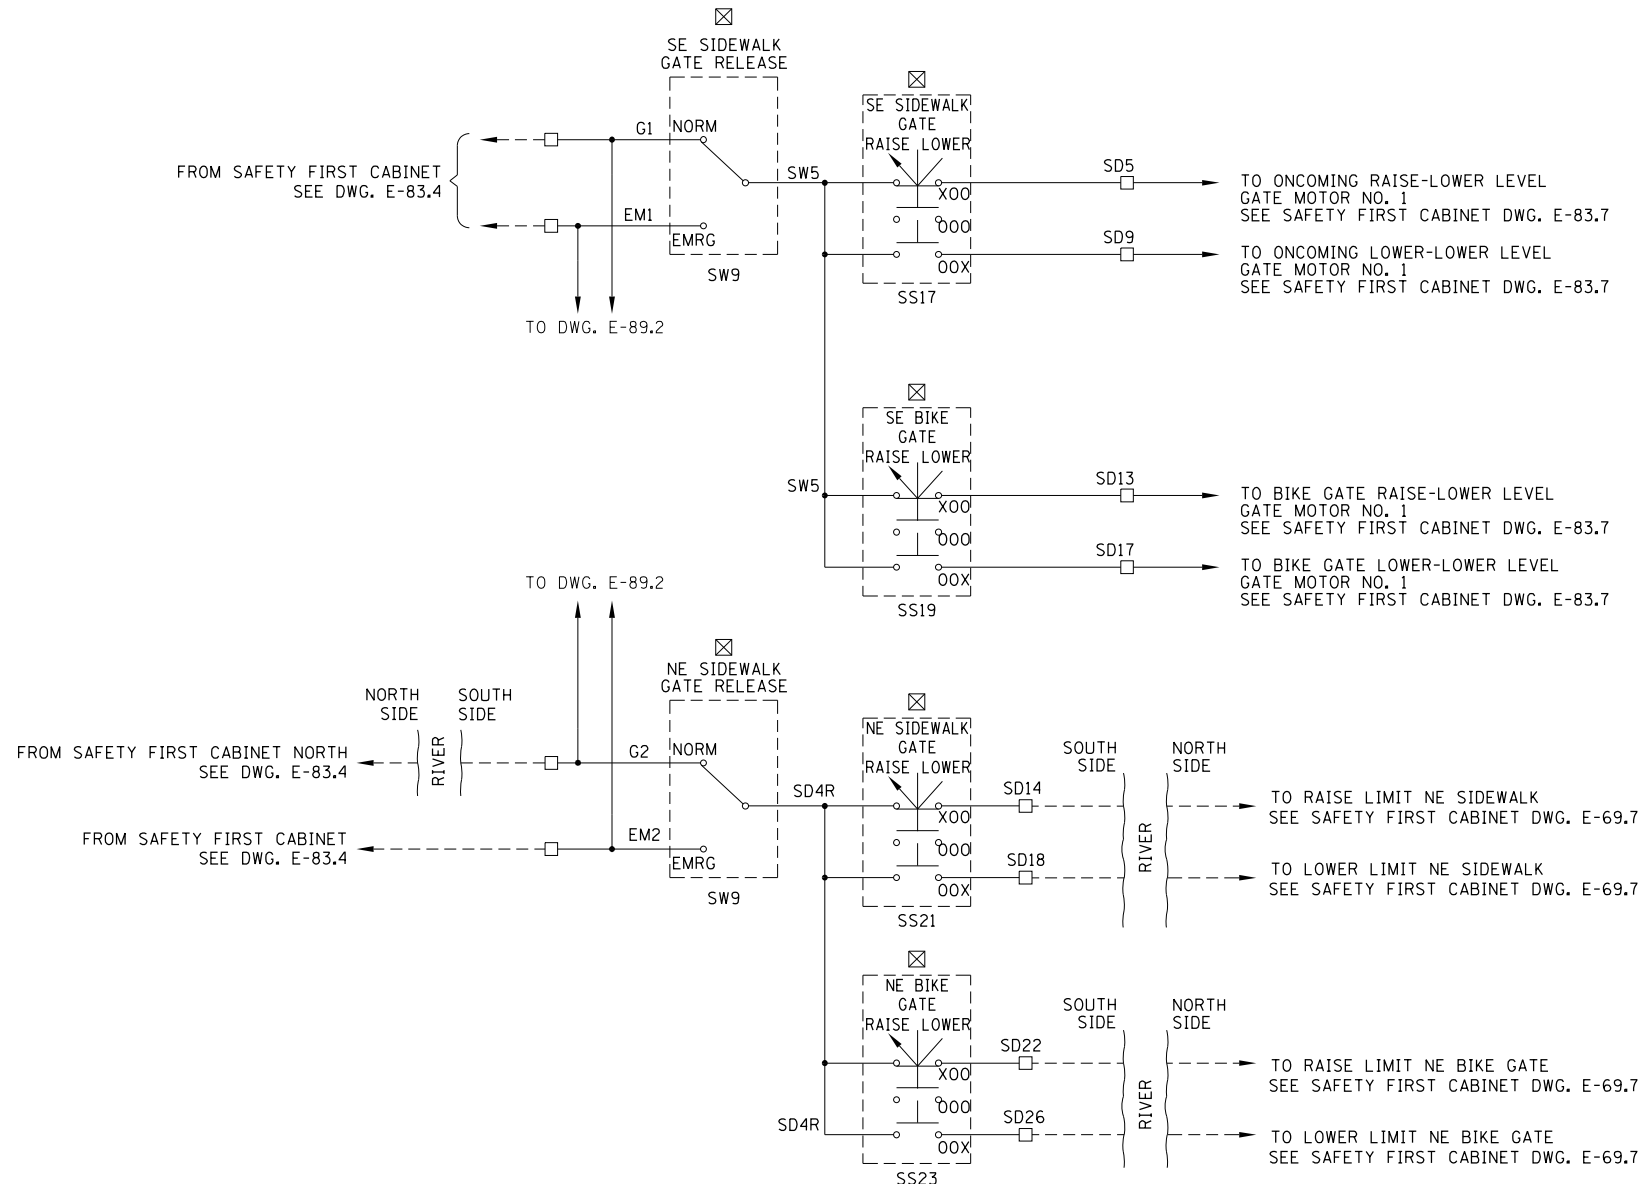 SE SIDEWALK
GATE RELEASE
G1
NORM
EM1
EMRG
SW9
FROM SAFETY FIRST CABINET
SEE DWG. E-83.4
TO DWG. E-89.2
SW5
SE SIDEWALK
GATE
RAISE LOWER
XOO
OOO
OOX
SS17
SD5
TO ONCOMING RAISE-LOWER LEVEL
GATE MOTOR NO. 1
SEE SAFETY FIRST CABINET DWG. E-83.7
SD9
TO ONCOMING LOWER-LOWER LEVEL
GATE MOTOR NO. 1
SEE SAFETY FIRST CABINET DWG. E-83.7
SW5
SE BIKE
GATE
RAISE LOWER
XOO
OOO
OOX
SS19
SD13
TO BIKE GATE RAISE-LOWER LEVEL
GATE MOTOR NO. 1
SEE SAFETY FIRST CABINET DWG. E-83.7
SD17
TO BIKE GATE LOWER-LOWER LEVEL
GATE MOTOR NO. 1
SEE SAFETY FIRST CABINET DWG. E-83.7
TO DWG. E-89.2
NE SIDEWALK
GATE RELEASE
NORTH
SIDE
SOUTH
SIDE
RIVER
FROM SAFETY FIRST CABINET NORTH
SEE DWG. E-83.4
FROM SAFETY FIRST CABINET
SEE DWG. E-83.4
G2
NORM
EM2
EMRG
SW9
SD4R
NE SIDEWALK
GATE
RAISE LOWER
XOO
OOO
OOX
SS21
SD14
SD18
SOUTH
SIDE
NORTH
SIDE
RIVER
TO RAISE LIMIT NE SIDEWALK
SEE SAFETY FIRST CABINET DWG. E-69.7
TO LOWER LIMIT NE SIDEWALK
SEE SAFETY FIRST CABINET DWG. E-69.7
SD4R
NE BIKE
GATE
RAISE LOWER
XOO
OOO
OOX
SS23
SD22
SD26
SOUTH
SIDE
NORTH
SIDE
RIVER
TO RAISE LIMIT NE BIKE GATE
SEE SAFETY FIRST CABINET DWG. E-69.7
TO LOWER LIMIT NE BIKE GATE
SEE SAFETY FIRST CABINET DWG. E-69.7